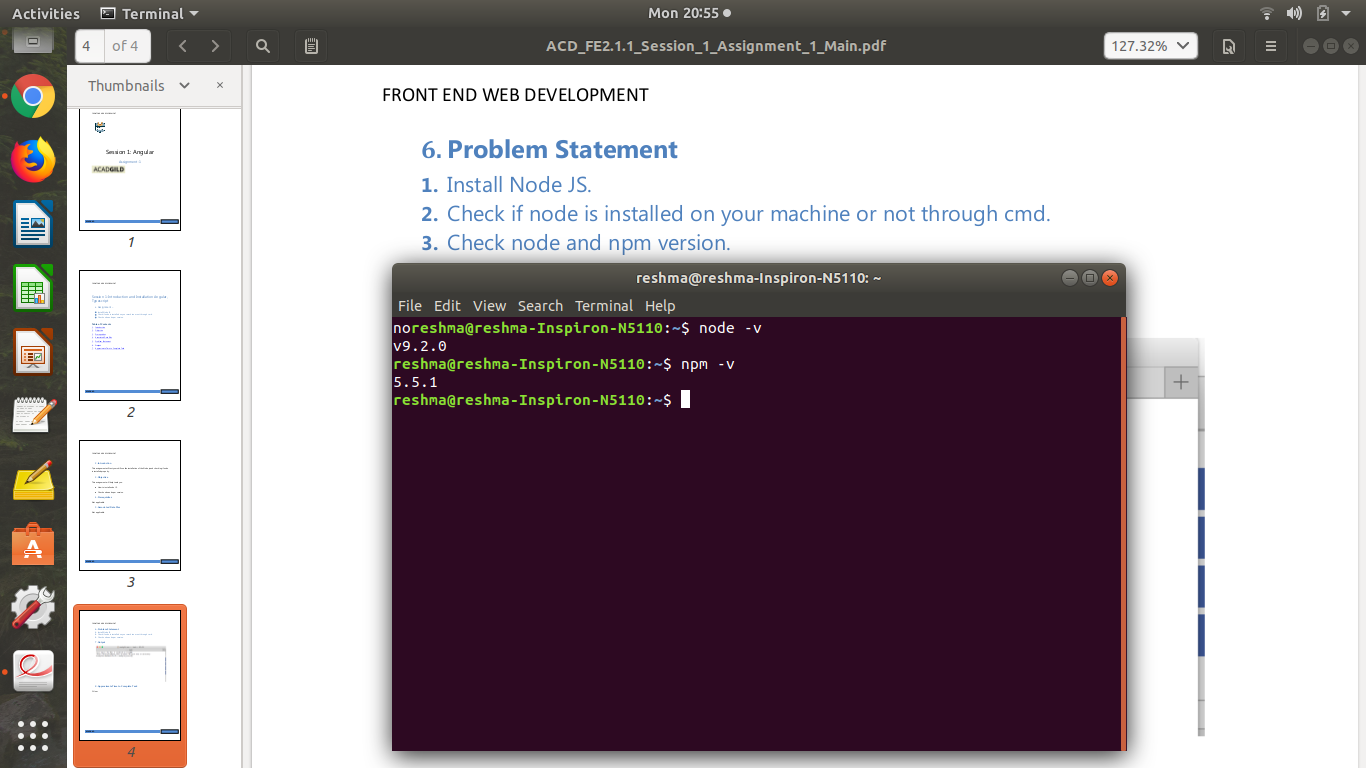 Activities Terminal Mon 20:55
4 of 4 127.32% ACD_FE2.1.1_Session_1_Assignment_1_Main.pdf
Thumbnails
Session 1: Angular
Assignment 1
ACADGILD
1
2
3
4
FRONT END WEB DEVELOPMENT
6. Problem Statement
1. Install Node JS.
2. Check if node is installed on your machine or not through cmd.
3. Check node and npm version.
reshma@reshma-Inspiron-N5110: ~
File Edit View Search Terminal Help
noreshma@reshma-Inspiron-N5110:~$ node -v
v9.2.0
reshma@reshma-Inspiron-N5110:~$ npm -v
5.5.1
reshma@reshma-Inspiron-N5110:~$